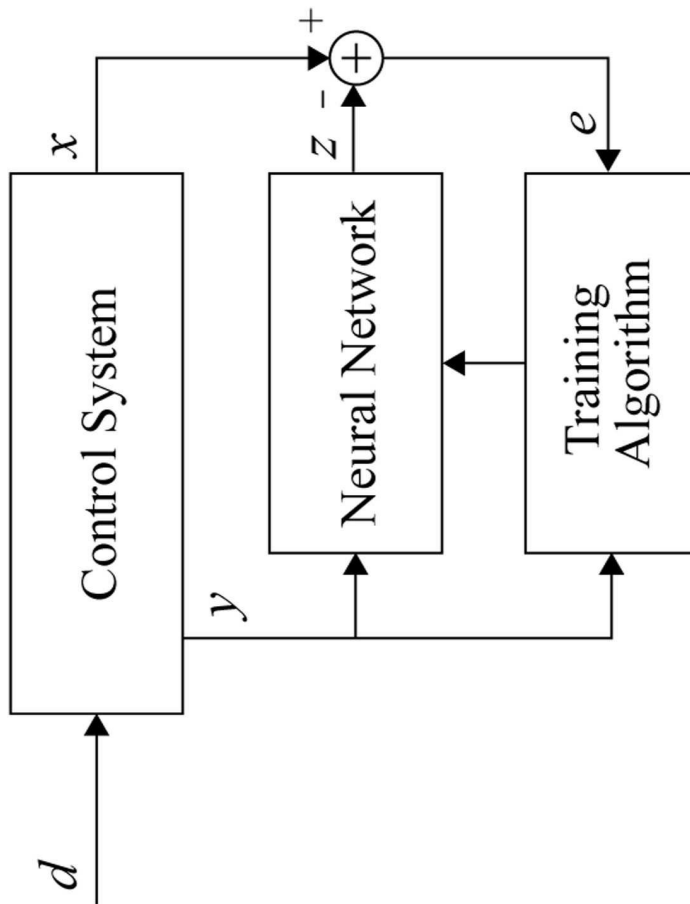 d
Control System
x
+
y
Neural Network
z
-
+
Training
Algorithm
e